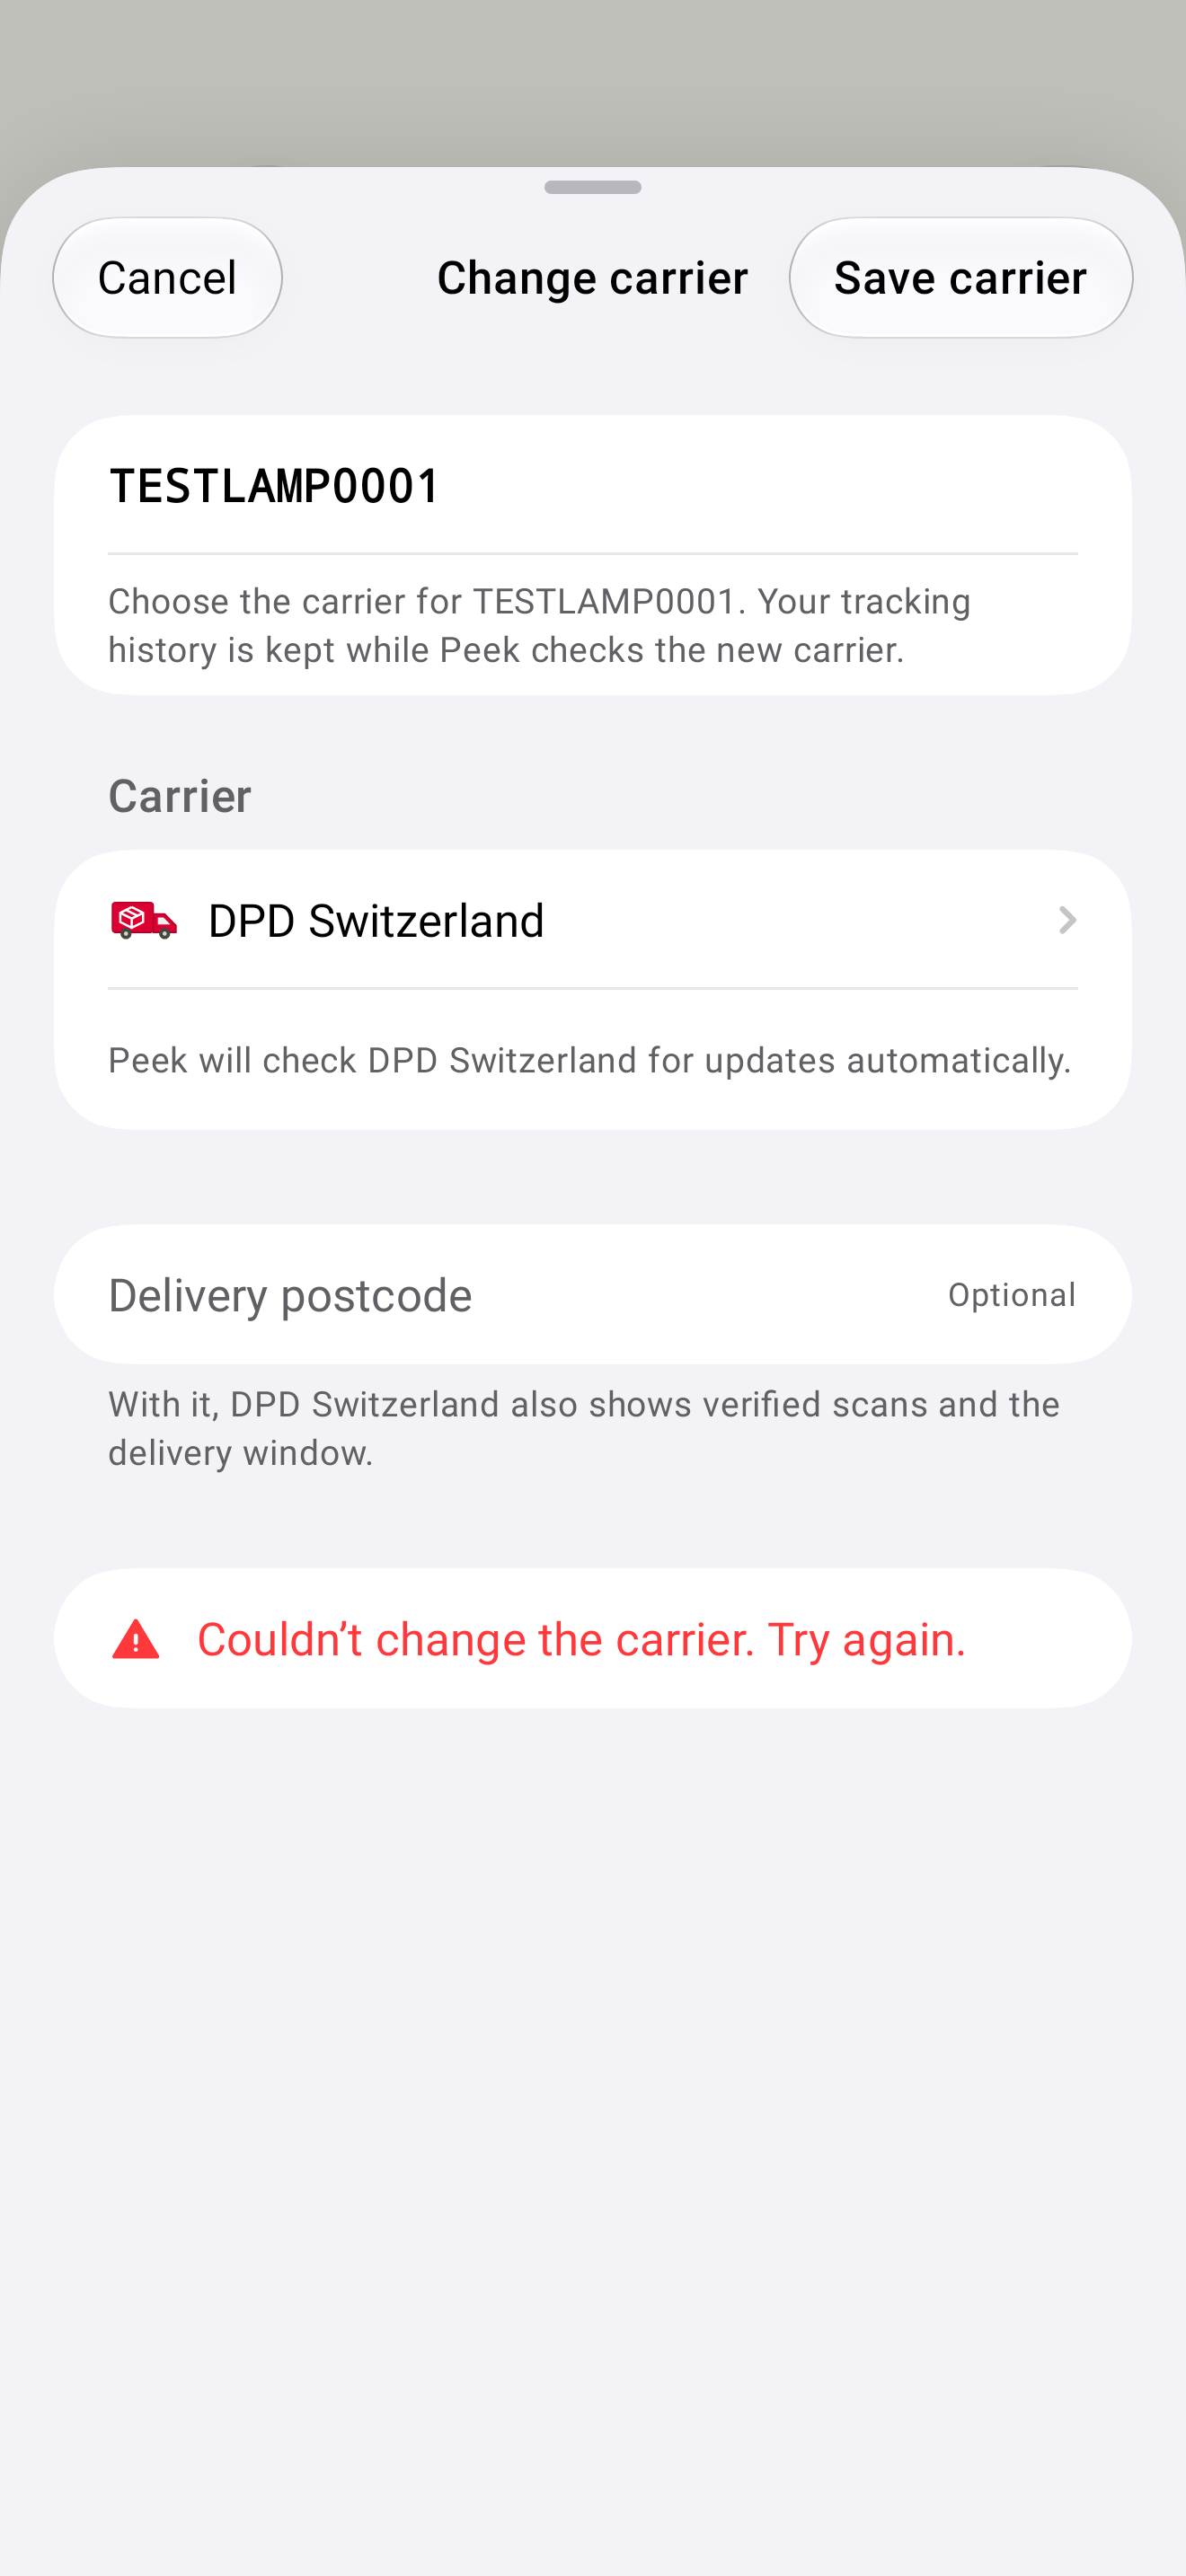 Cancel
Change carrier
Save carrier
TESTLAMP0001
Choose the carrier for TESTLAMP0001. Your tracking
history is kept while Peek checks the new carrier.
Carrier
DPD Switzerland
Peek will check DPD Switzerland for updates automatically.
Delivery postcode
Optional
With it, DPD Switzerland also shows verified scans and the
delivery window.
Couldn’t change the carrier. Try again.